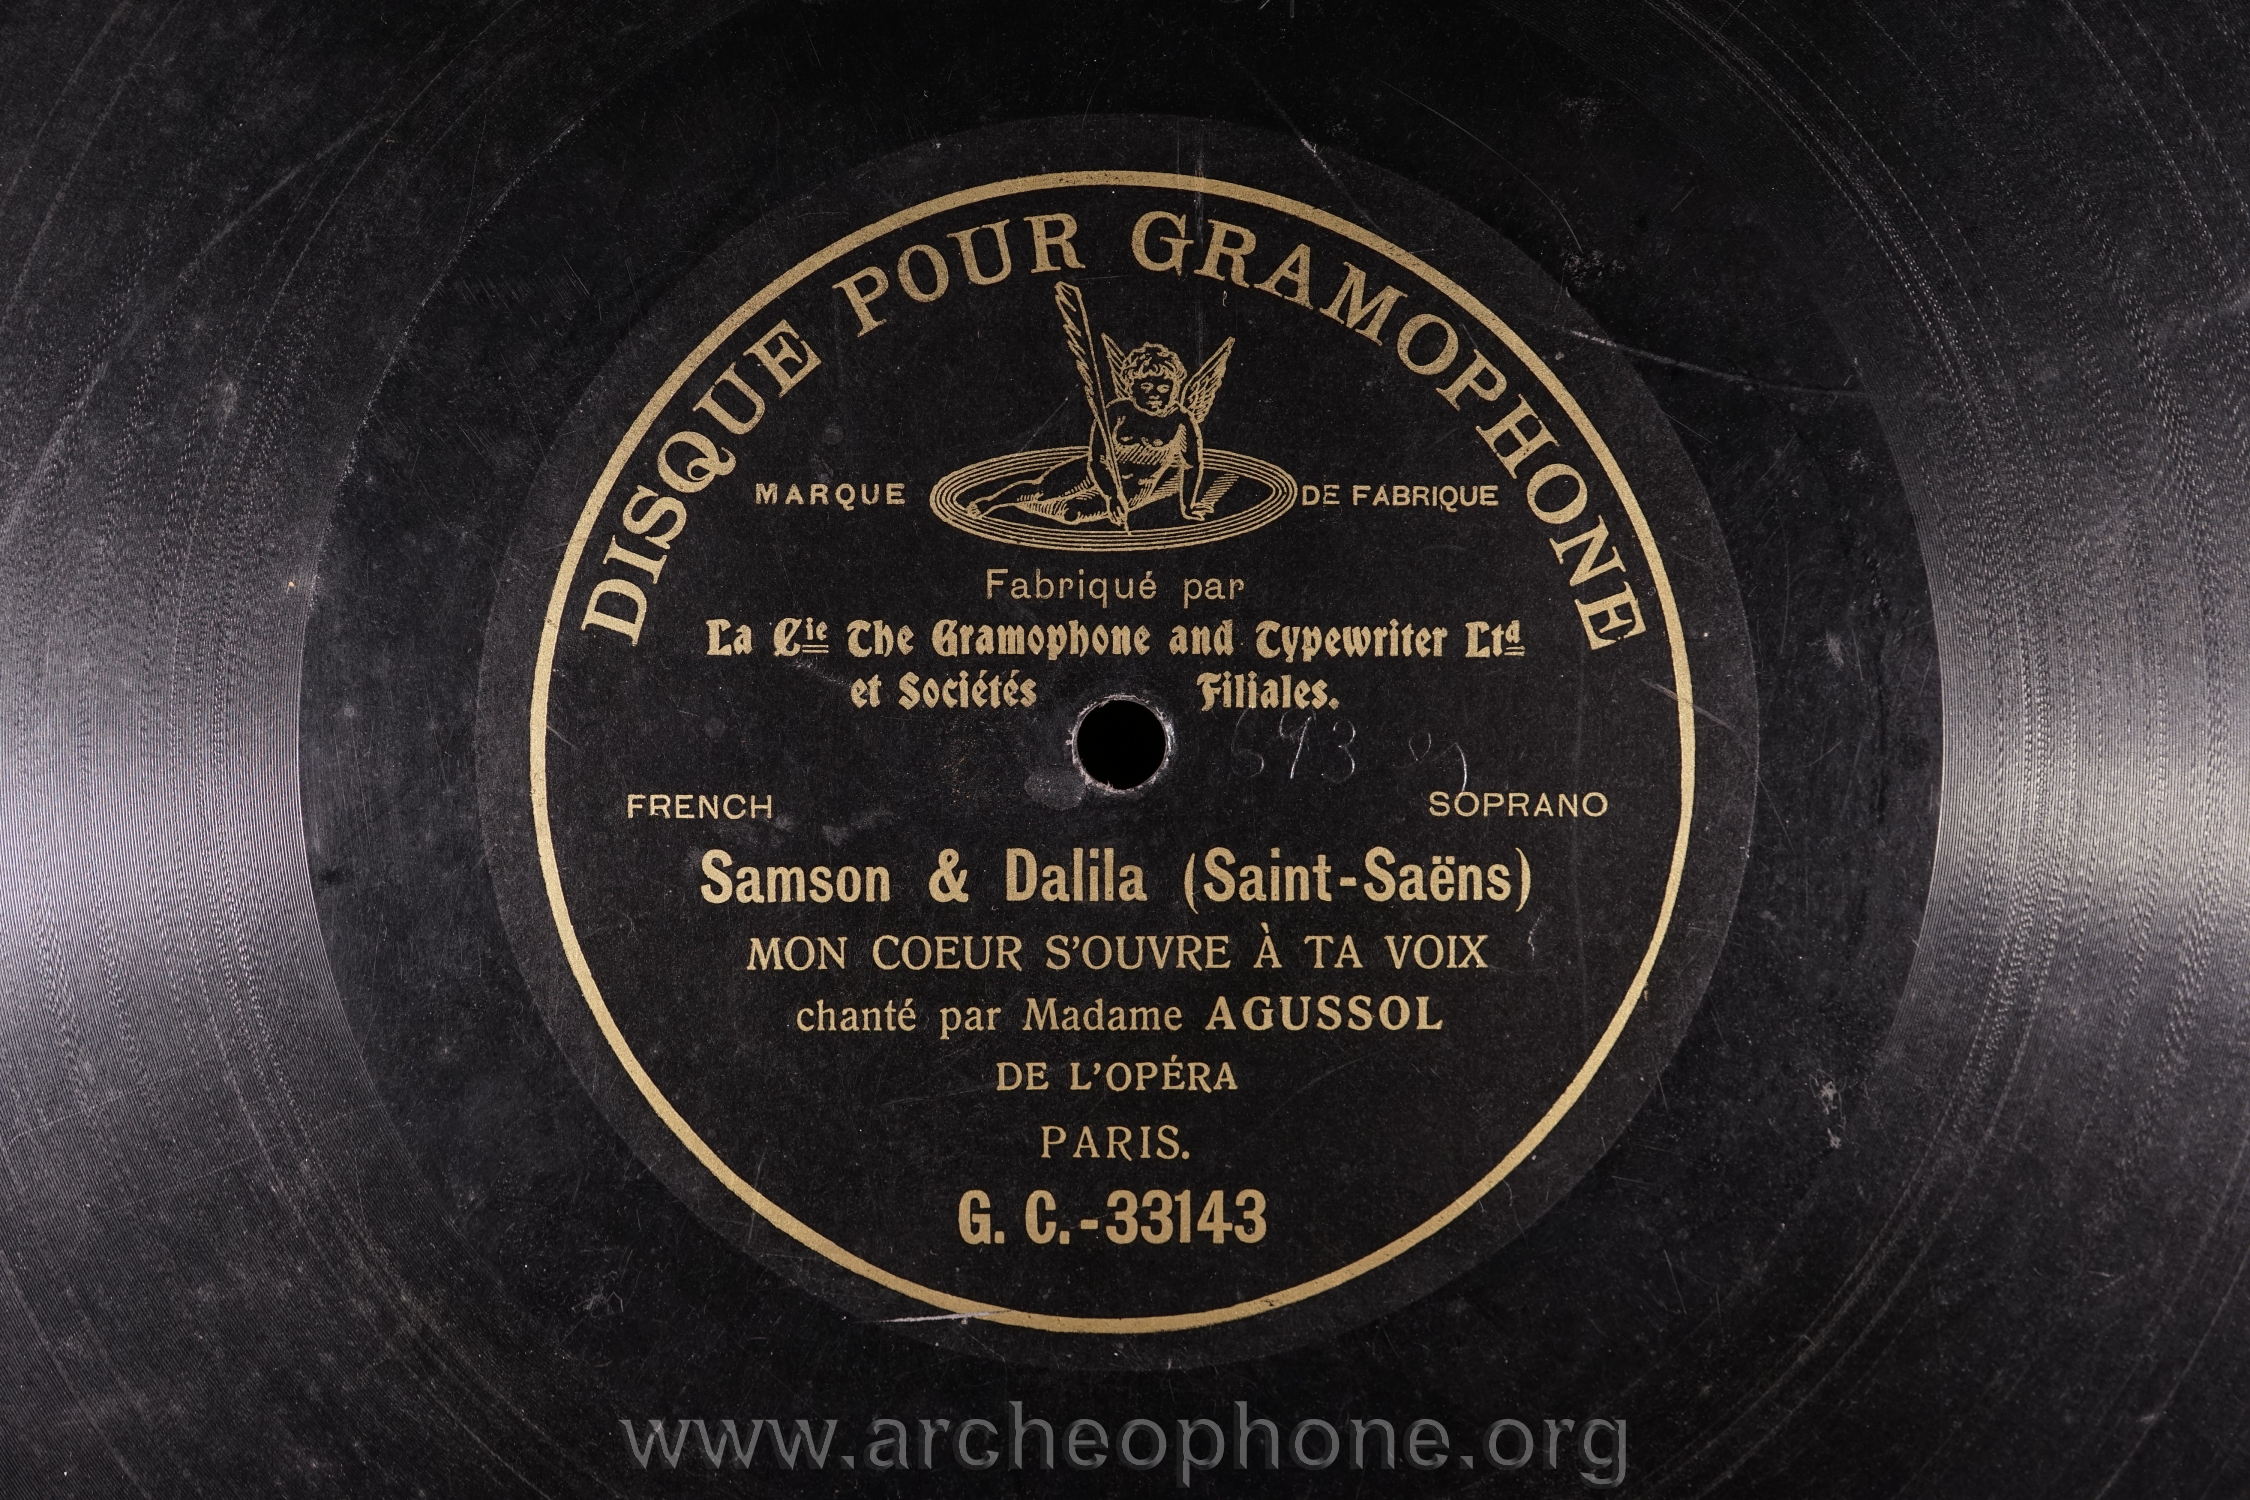 DISQUE POUR GRAMOPHONE
MARQUE DE FABRIQUE
Fabriqué par
La Cie The Gramophone and Typewriter Ltd
et Sociétés Filiales.
FRENCH SOPRANO
Samson & Dalila (Saint-Saëns)
MON COEUR S'OUVRE À TA VOIX
chanté par Madame AGUSSOL
DE L'OPÉRA
PARIS.
G. C.-33143
www.archeophone.org